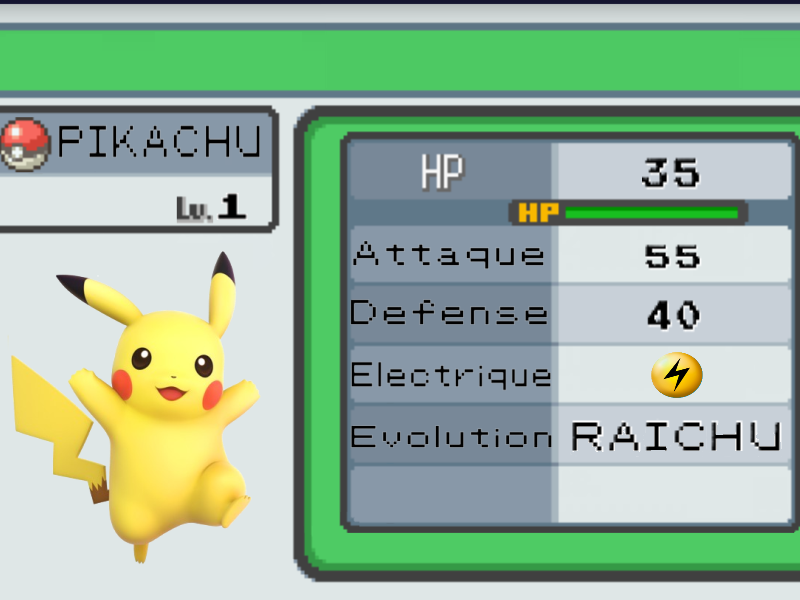 PIKACHU
Lv. 1
HP 35
HP
Attaque 55
Defense 40
Electrique
Evolution RAICHU